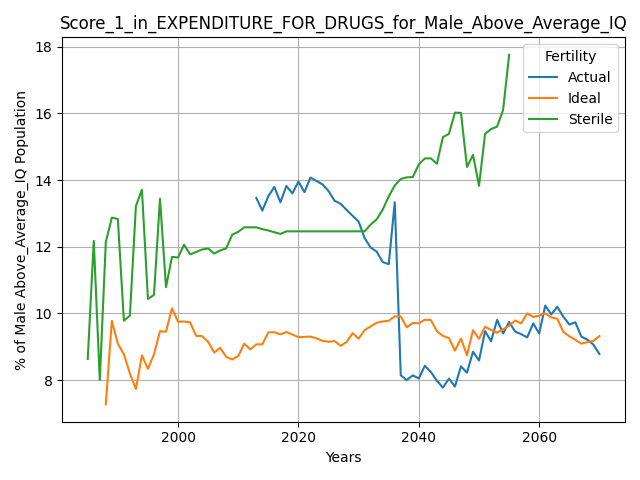 Score_1_in_EXPENDITURE_FOR_DRUGS_for_Male_Above_Average_IQ
18
16
14
12
10
8
% of Male Above_Average_IQ Population
Fertility
Actual
Ideal
Sterile
2000
2020
2040
2060
Years